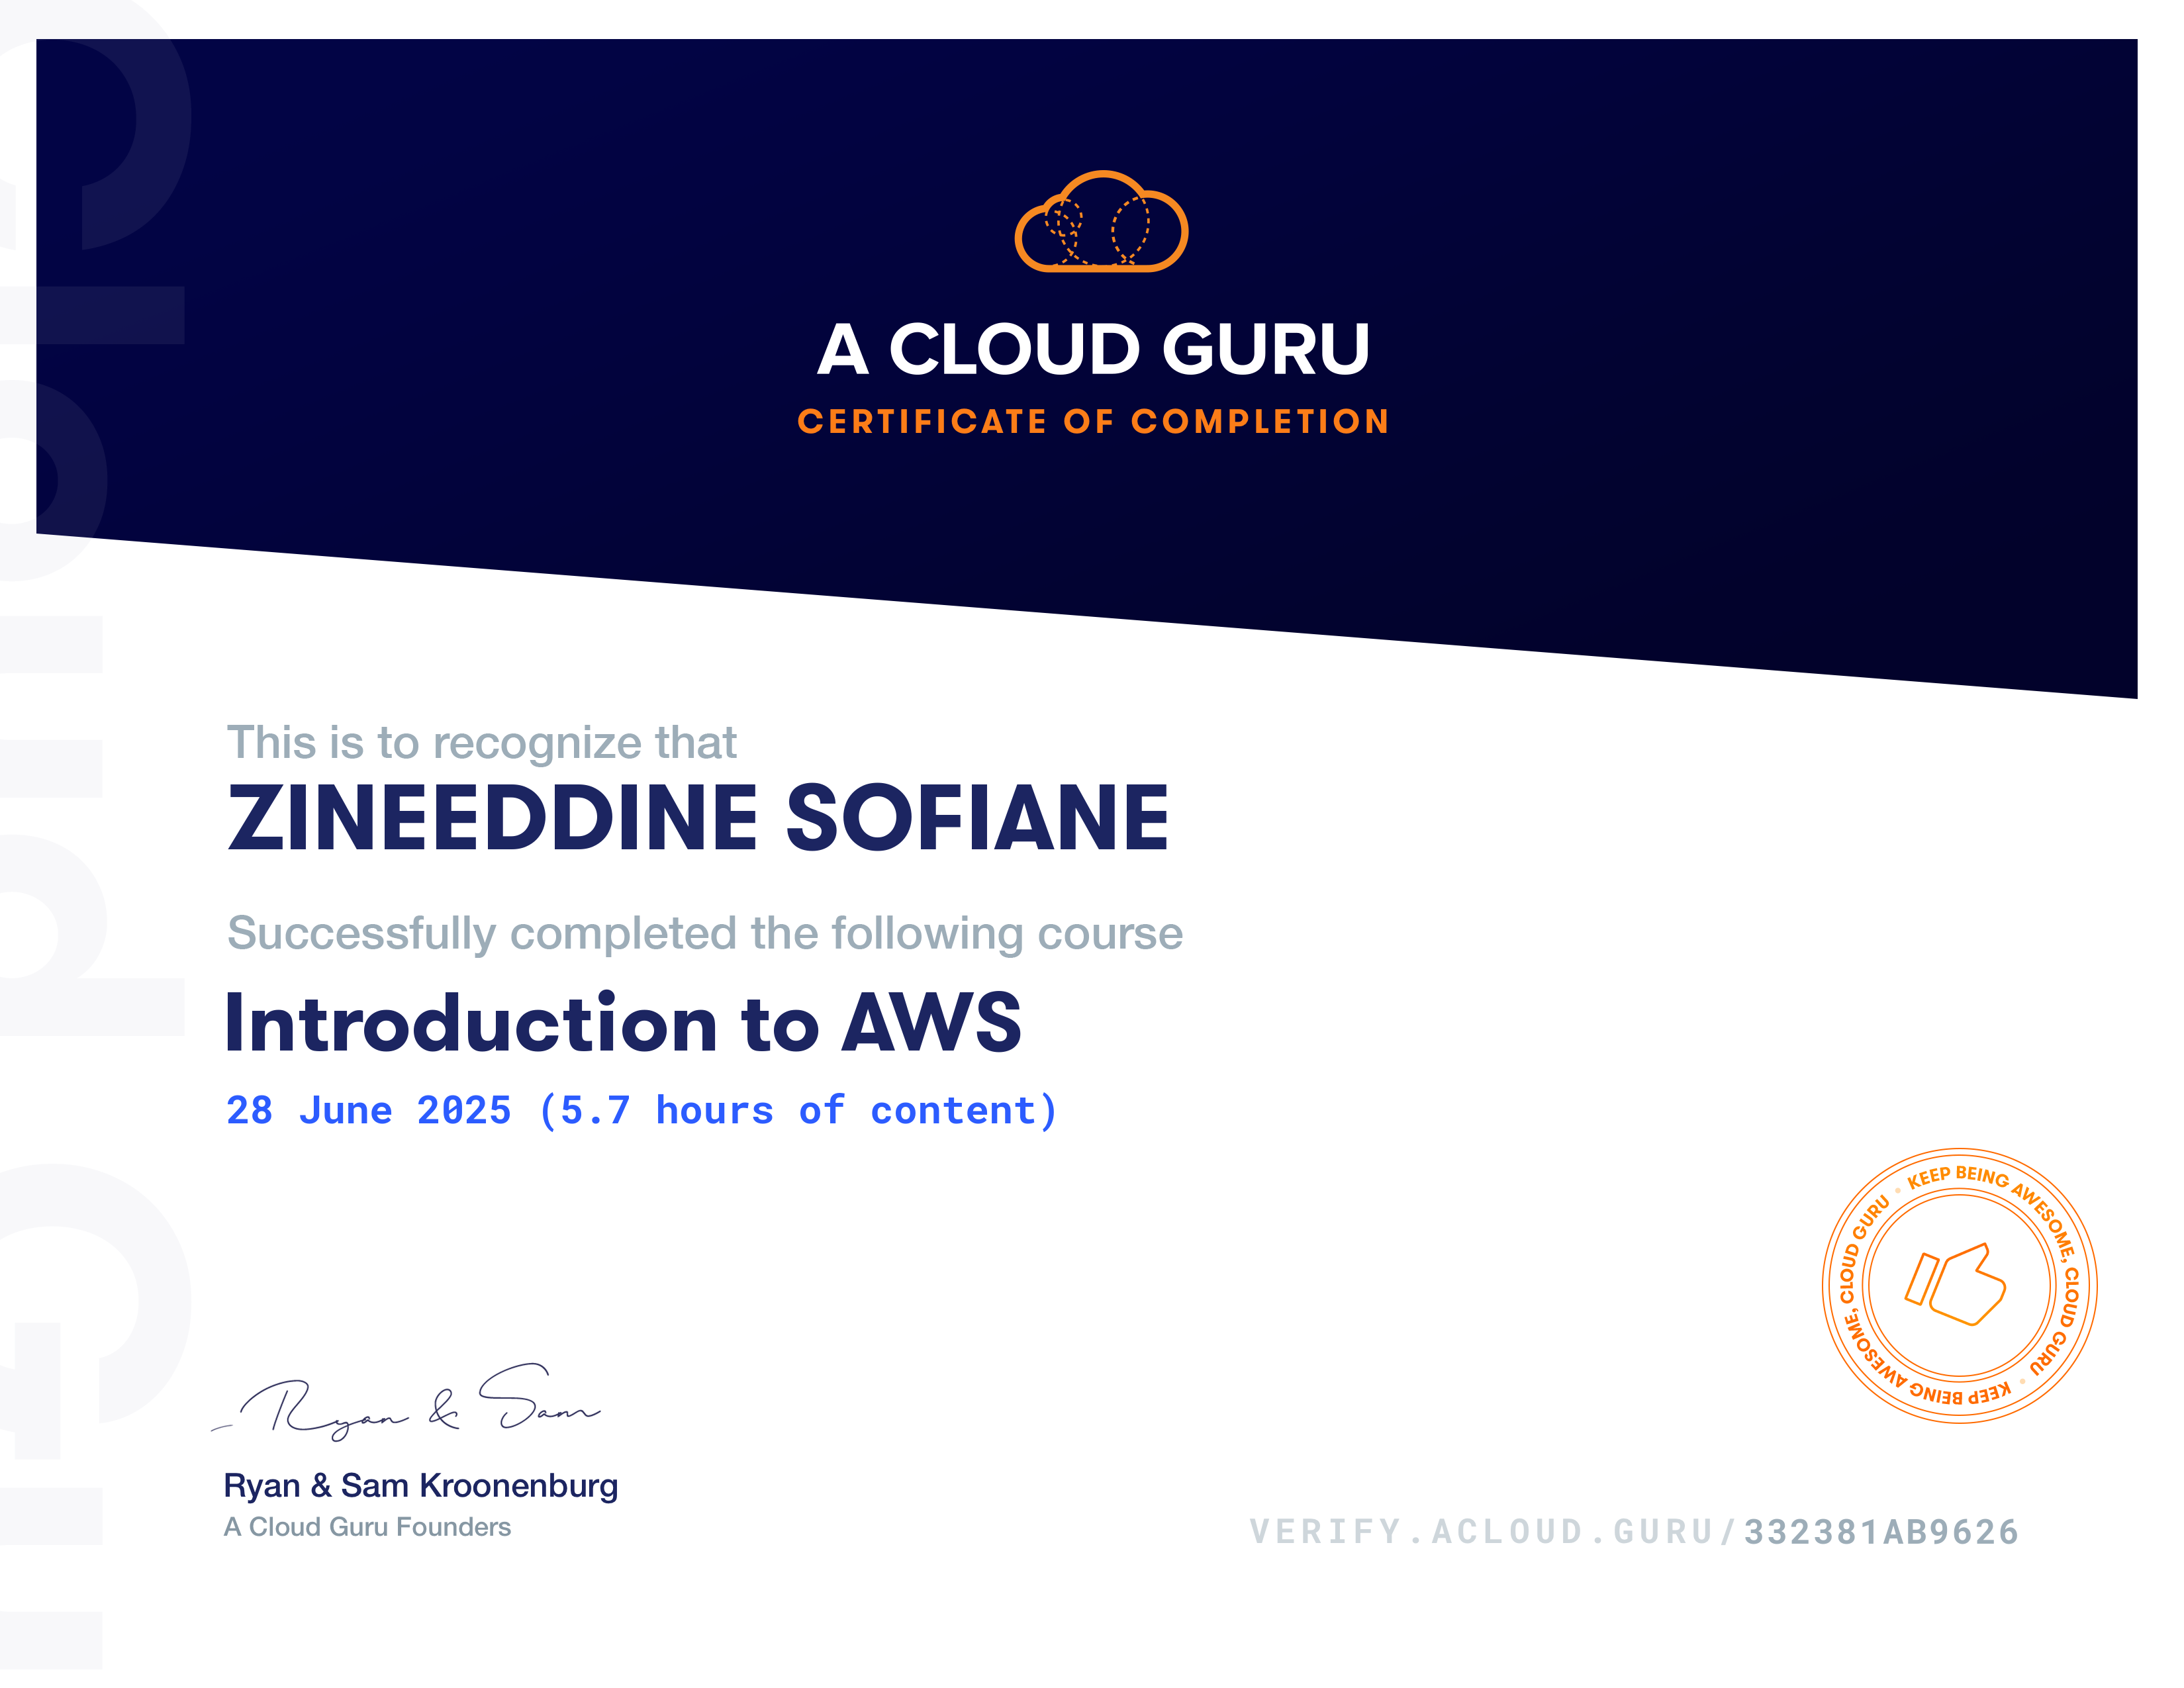 A CLOUD GURU
CERTIFICATE OF COMPLETION
This is to recognize that
ZINEEDDINE SOFIANE
Successfully completed the following course
Introduction to AWS
28 June 2025 (5.7 hours of content)
KEEP BEING AWESOME, CLOUD GURU • KEEP BEING AWESOME, CLOUD GURU •
Ryan & Sam
Ryan & Sam Kroonenburg
A Cloud Guru Founders
VERIFY.ACLOUD.GURU/332381AB9626